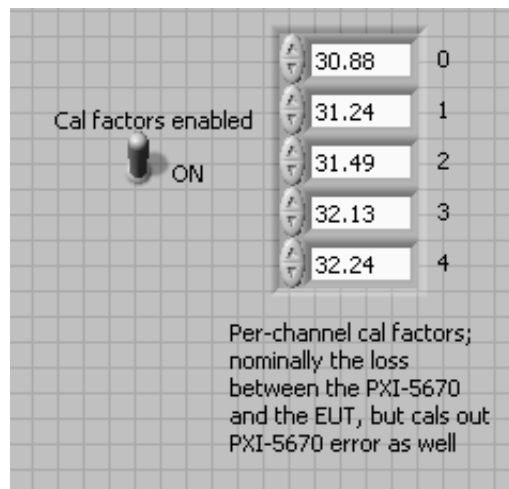 30.88 0
Cal factors enabled 31.24 1
ON 31.49 2
32.13 3
32.24 4
Per-channel cal factors;
nominally the loss
between the PXI-5670
and the EUT, but cals out
PXI-5670 error as well